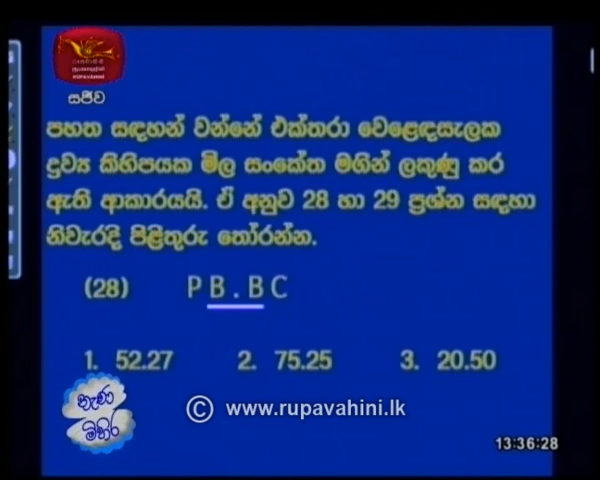 සජීව
පහත සඳහන් වන්නේ එක්තරා වෙළෙඳසැලක
ද්‍රව්‍ය කිහිපයක මිල සංකේත මගින් ලකුණු කර
ඇති ආකාරයයි. ඒ අනුව 28 හා 29 ප්‍රශ්න සඳහා
නිවැරදි පිළිතුරු තෝරන්න.
(28) P B . B C
1. 52.27 2. 75.25 3. 20.50
නැණ
මිහිර
© www.rupavahini.lk
13:36:28